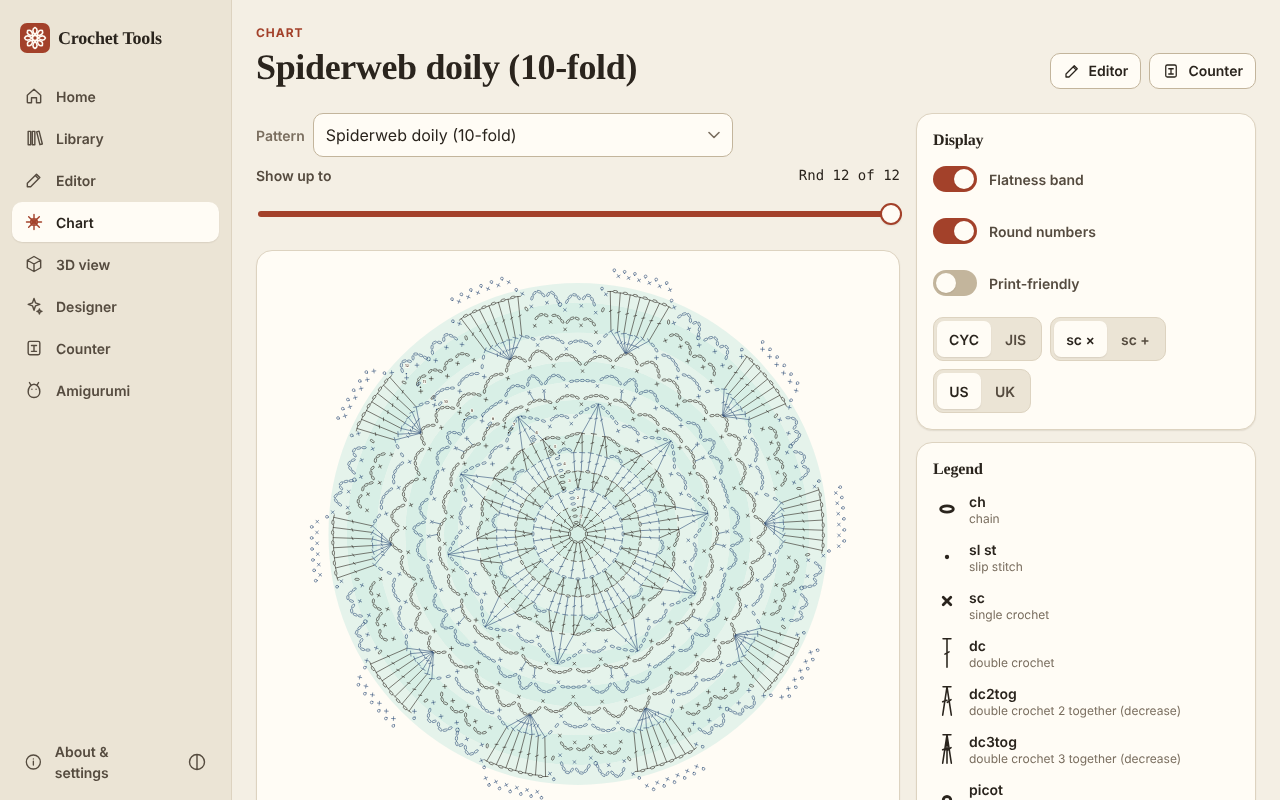 Crochet Tools
Home
Library
Editor
Chart
3D view
Designer
Counter
Amigurumi
About &
settings
CHART
Spiderweb doily (10-fold)
Editor
Counter
Pattern
Spiderweb doily (10-fold)
Show up to
Rnd 12 of 12
Display
Flatness band
Round numbers
Print-friendly
CYC
JIS
sc ×
sc +
US
UK
Legend
ch
chain
sl st
slip stitch
sc
single crochet
dc
double crochet
dc2tog
double crochet 2 together (decrease)
dc3tog
double crochet 3 together (decrease)
picot